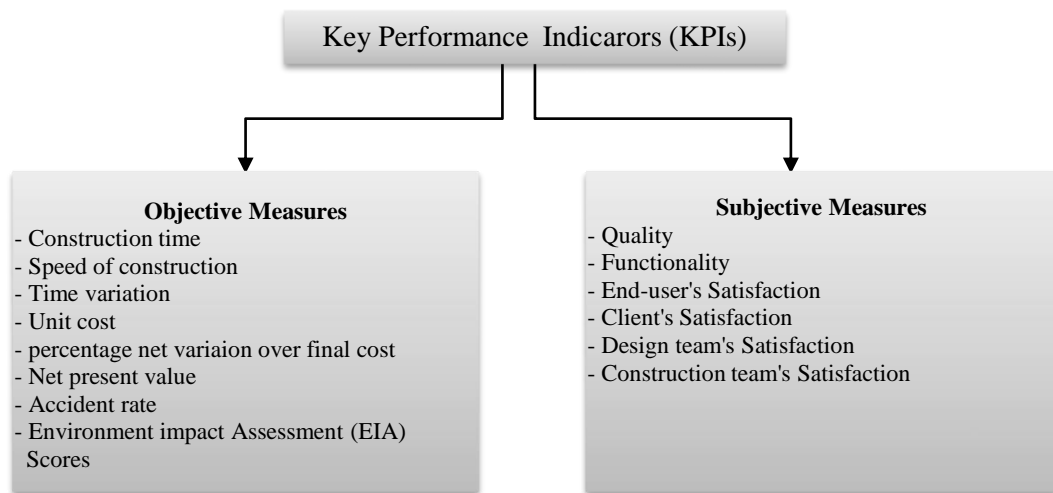 Key Performance  Indicarors (KPIs)
Objective Measures
- Construction time
- Speed of construction
- Time variation
- Unit cost
- percentage net variaion over final cost
- Net present value
- Accident rate
- Environment impact Assessment (EIA)
Scores
Subjective Measures
- Quality
- Functionality
- End-user's Satisfaction
- Client's Satisfaction
- Design team's Satisfaction
- Construction team's Satisfaction